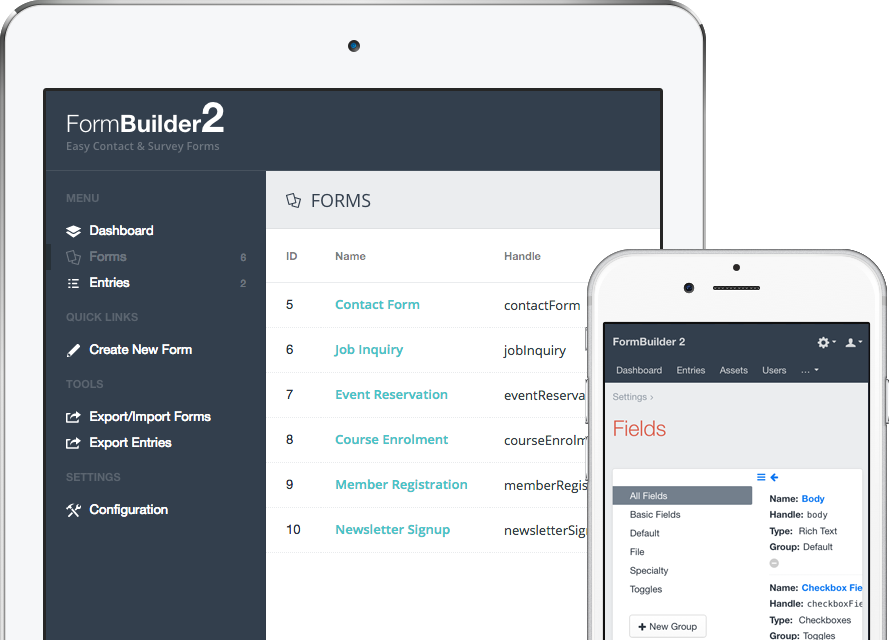 FormBuilder2
Easy Contact & Survey Forms
MENU
Dashboard
Forms 6
Entries 2
QUICK LINKS
Create New Form
TOOLS
Export/Import Forms
Export Entries
SETTINGS
Configuration
FORMS
ID Name Handle
5 Contact Form contactForm
6 Job Inquiry jobInquiry
7 Event Reservation eventReserva
8 Course Enrolment courseEnrolm
9 Member Registration memberRegis
10 Newsletter Signup newsletterSig
FormBuilder 2
Dashboard Entries Assets Users ...
Settings ›
Fields
All Fields
Basic Fields
Default
File
Specialty
Toggles
+ New Group
Name: Body
Handle: body
Type: Rich Text
Group: Default
Name: Checkbox Fie
Handle: checkboxFie
Type: Checkboxes
Group: Toggles